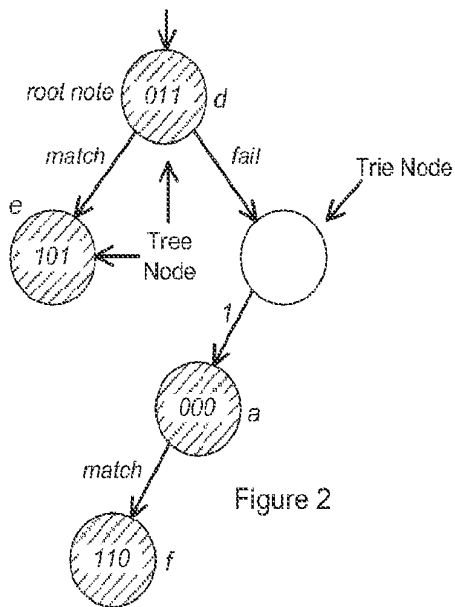 root note 011 d
match fail
Trie Node
e
101
Tree
Node
1
000 a
match
Figure 2
110 f